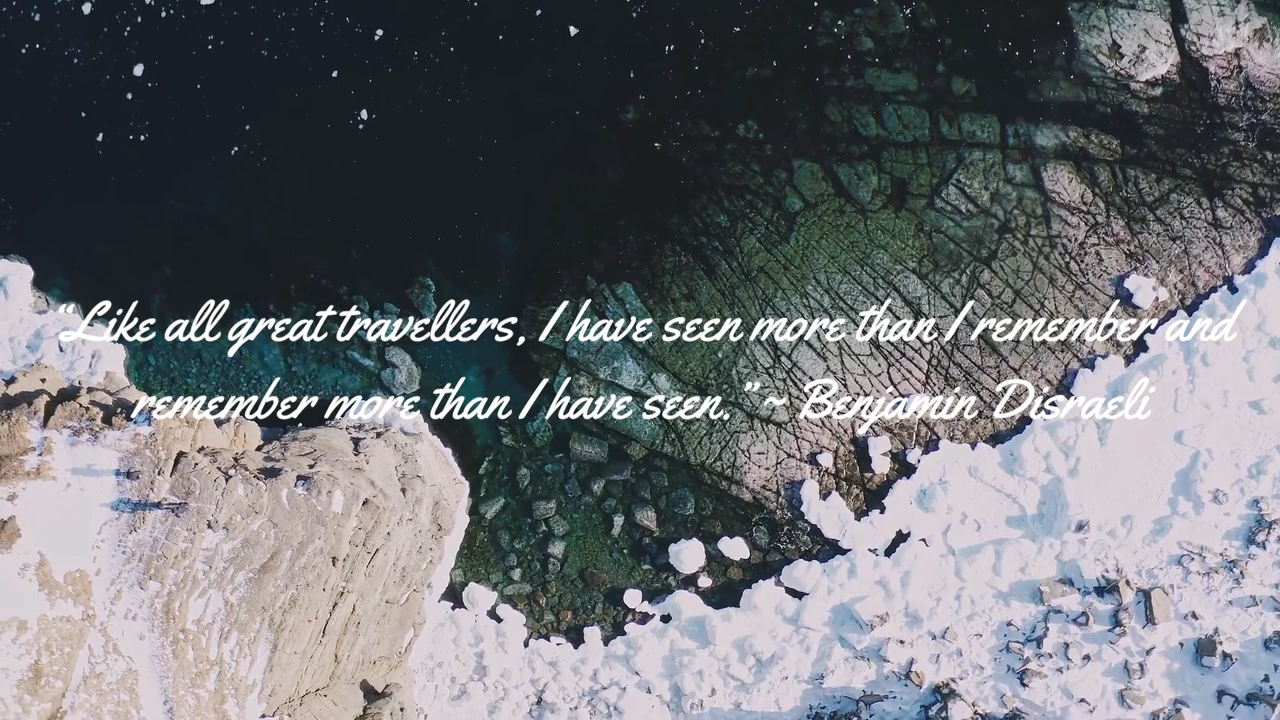 “Like all great travellers, I have seen more than I remember and
remember more than I have seen.” ~ Benjamin Disraeli